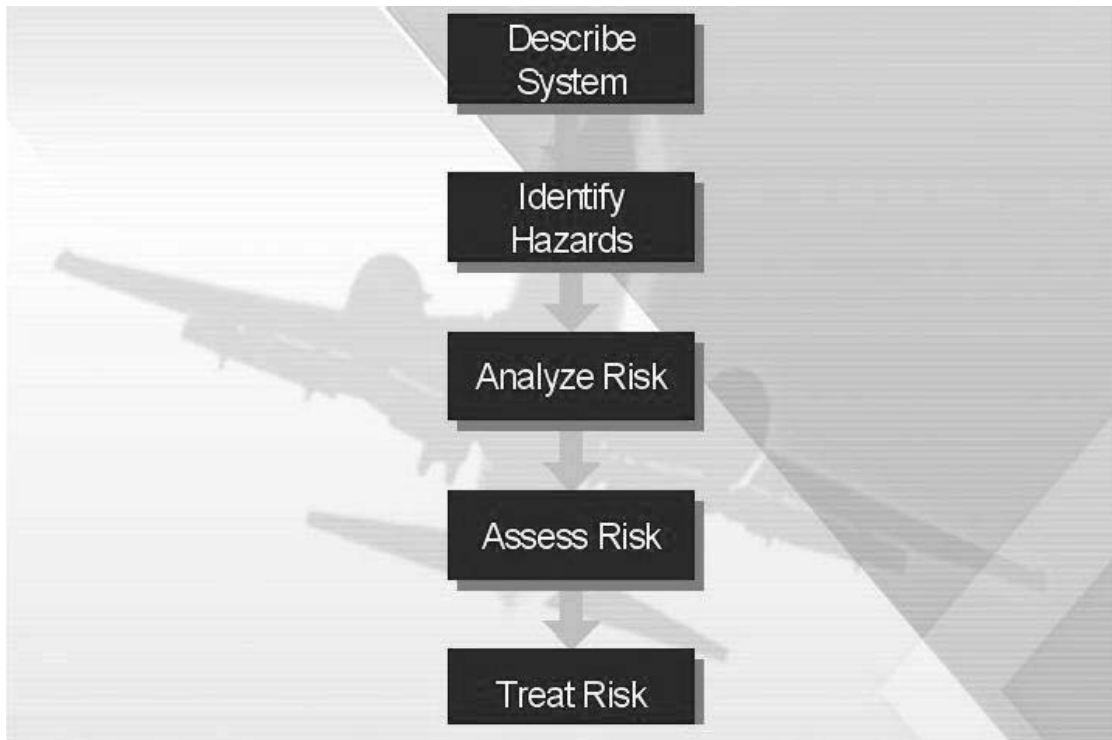 Describe
System
Identify
Hazards
Analyze Risk
Assess Risk
Treat Risk